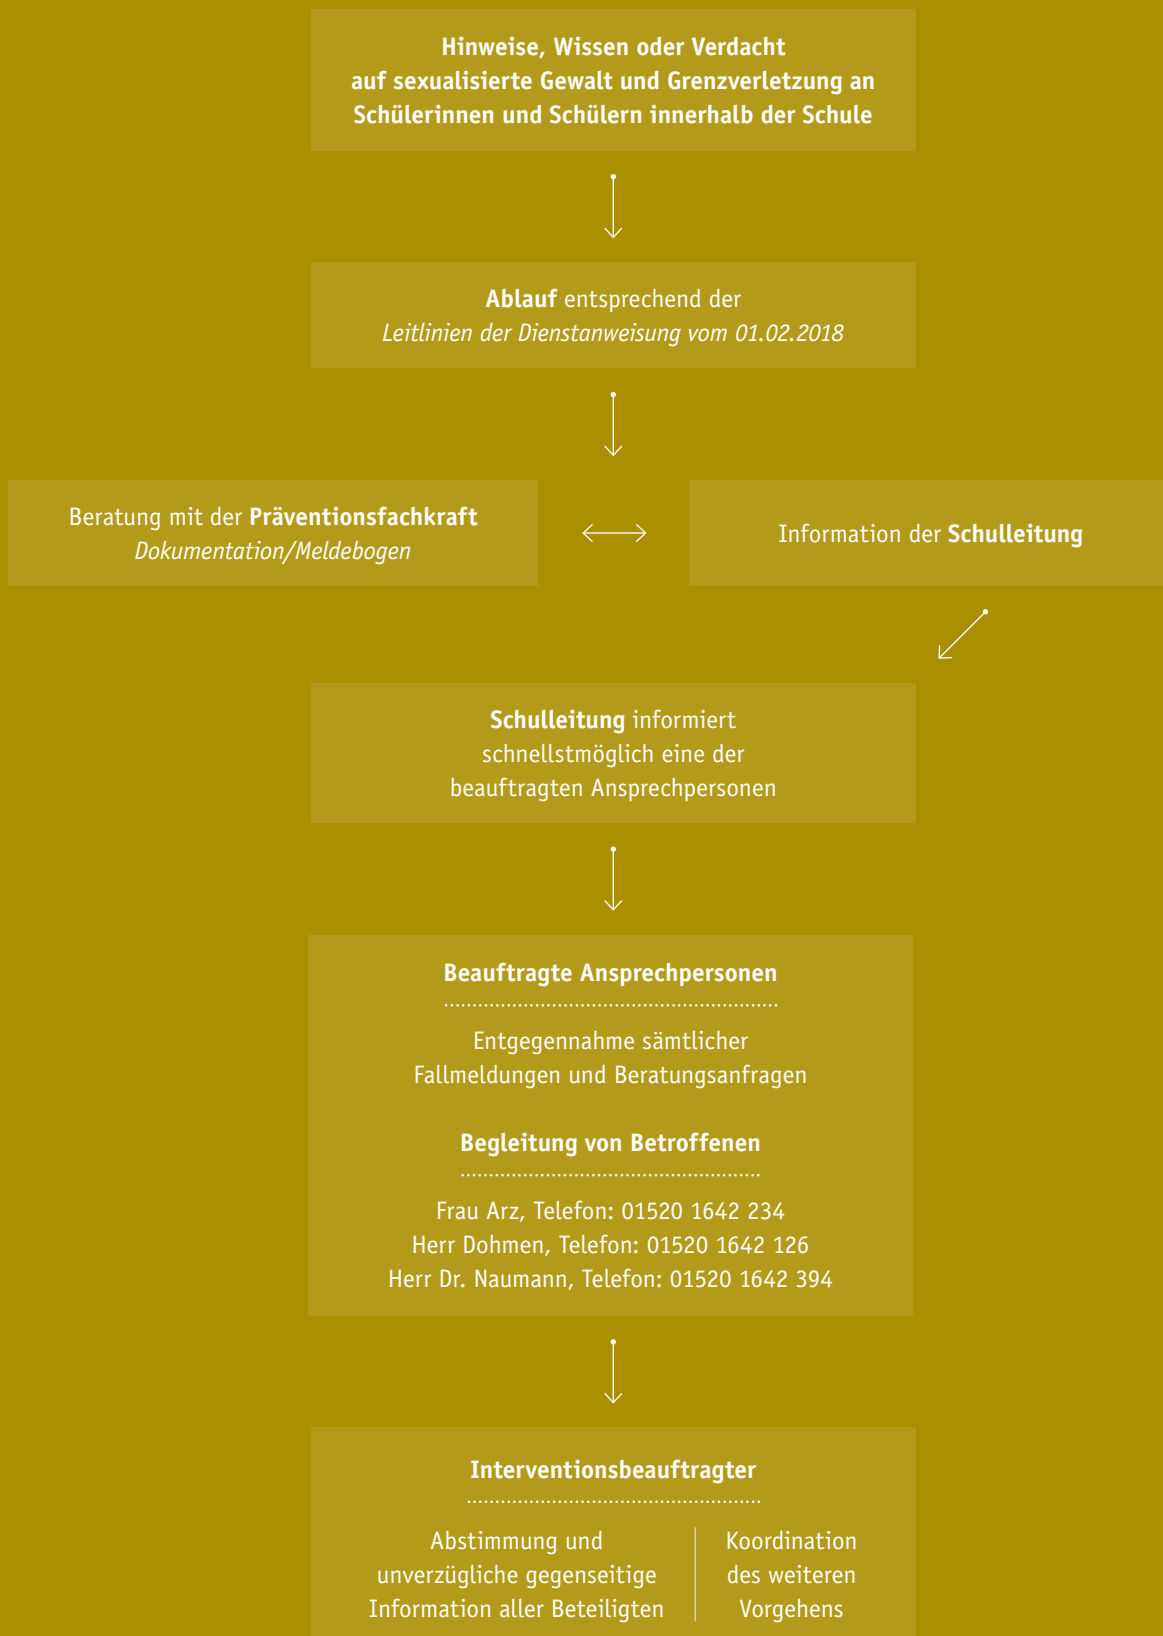 Hinweise, Wissen oder Verdacht
auf sexualisierte Gewalt und Grenzverletzung an
Schülerinnen und Schülern innerhalb der Schule
Ablauf entsprechend der
Leitlinien der Dienstanweisung vom 01.02.2018
Beratung mit der Präventionsfachkraft
Dokumentation/Meldebogen
Information der Schulleitung
Schulleitung informiert
schnellstmöglich eine der
beauftragten Ansprechpersonen
Beauftragte Ansprechpersonen
Entgegennahme sämtlicher
Fallmeldungen und Beratungsanfragen
Begleitung von Betroffenen
Frau Arz, Telefon: 01520 1642 234
Herr Dohmen, Telefon: 01520 1642 126
Herr Dr. Naumann, Telefon: 01520 1642 394
Interventionsbeauftragter
Abstimmung und
unverzügliche gegenseitige
Information aller Beteiligten
Koordination
des weiteren
Vorgehens